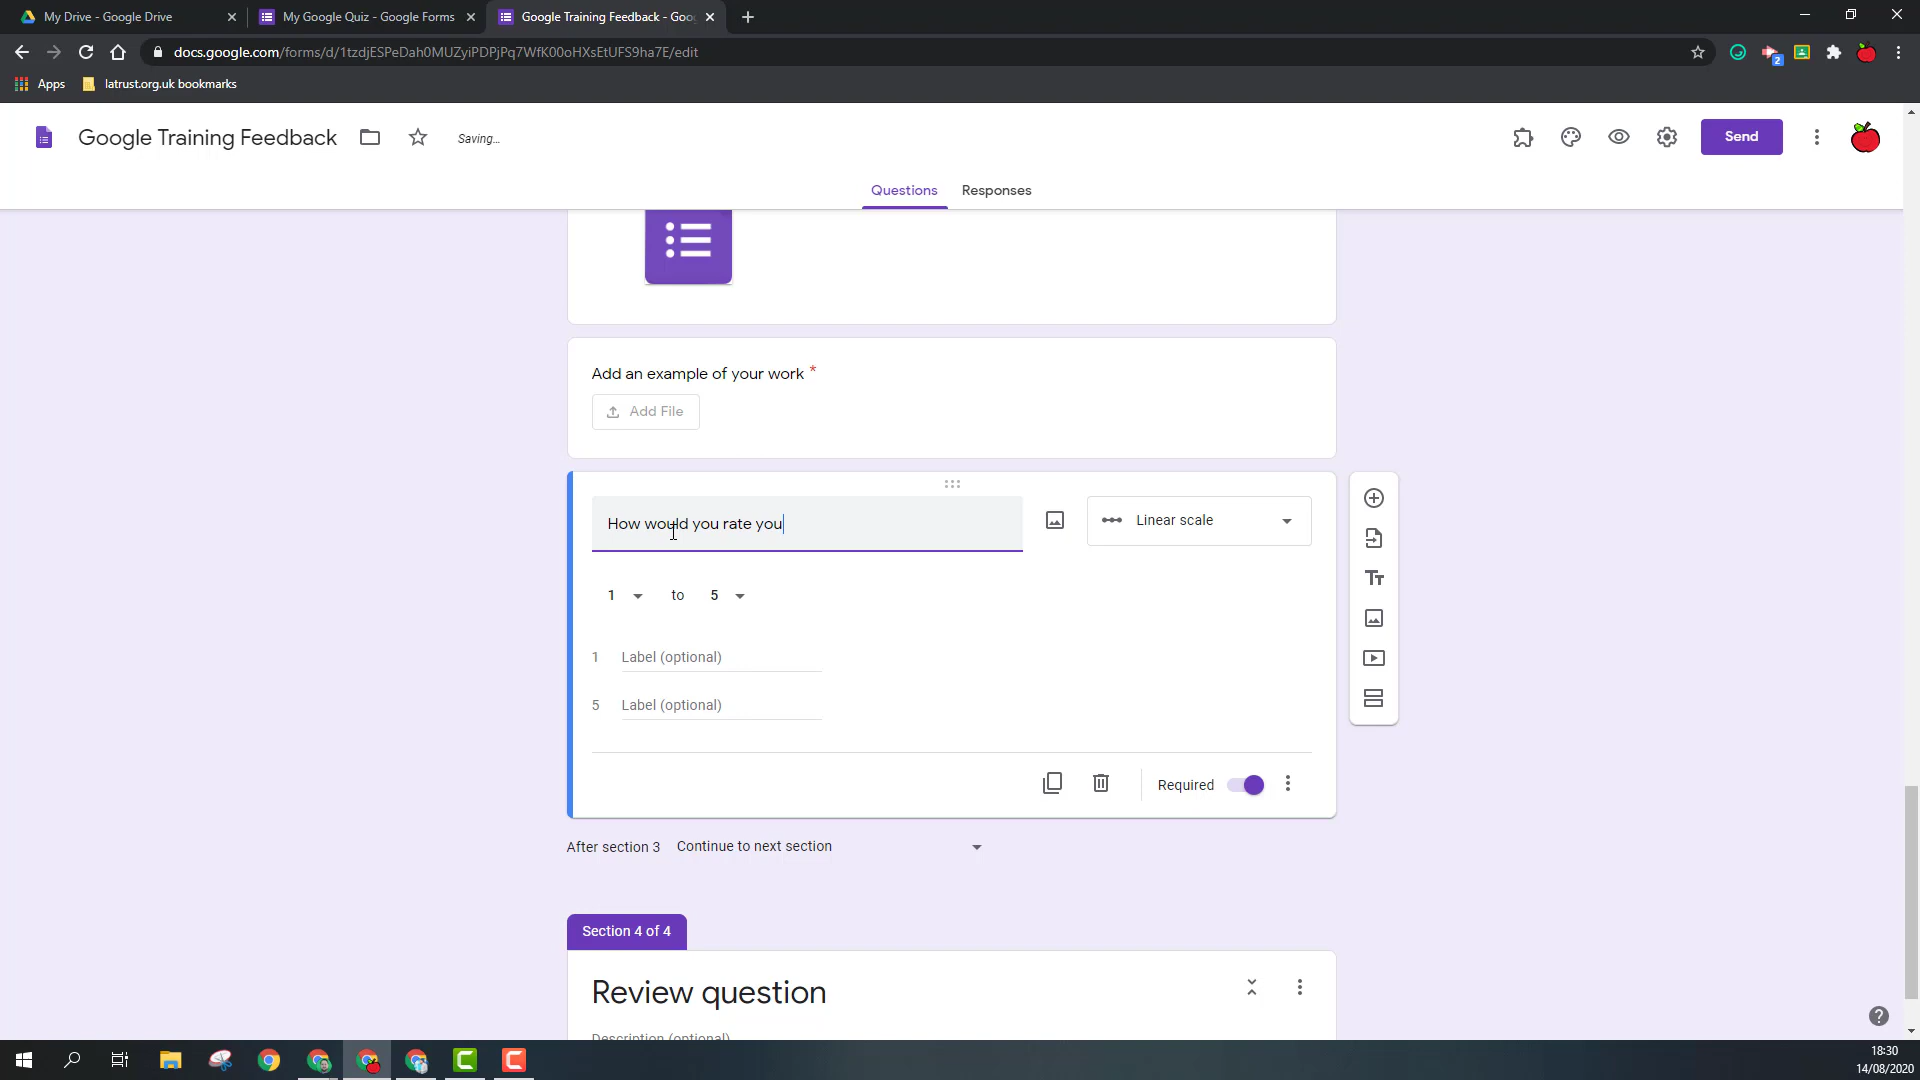 My Drive - Google Drive
My Google Quiz - Google Forms
Google Training Feedback - Goo
docs.google.com/forms/d/1tzdjESPeDah0MUZyiPDPjPq7WfK00oHXsEtUFS9ha7E/edit
2
Apps
latrust.org.uk bookmarks
Google Training Feedback
Saving...
Send
Questions
Responses
Add an example of your work *
Add File
How would you rate you
Linear scale
1 to 5
1 Label (optional)
5 Label (optional)
Required
After section 3 Continue to next section
Section 4 of 4
Review question
Description (optional)
18:30
14/08/2020